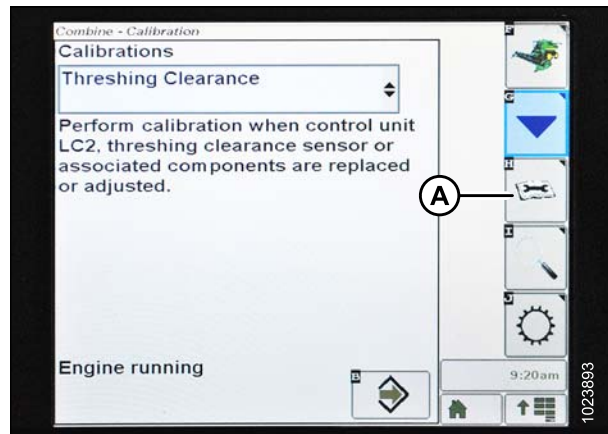 Combine - Calibration
Calibrations
Threshing Clearance
Perform calibration when control unit
LC2, threshing clearance sensor or
associated components are replaced
or adjusted.
Engine running
B
F
G
H
I
J
A
9:20am
1023893